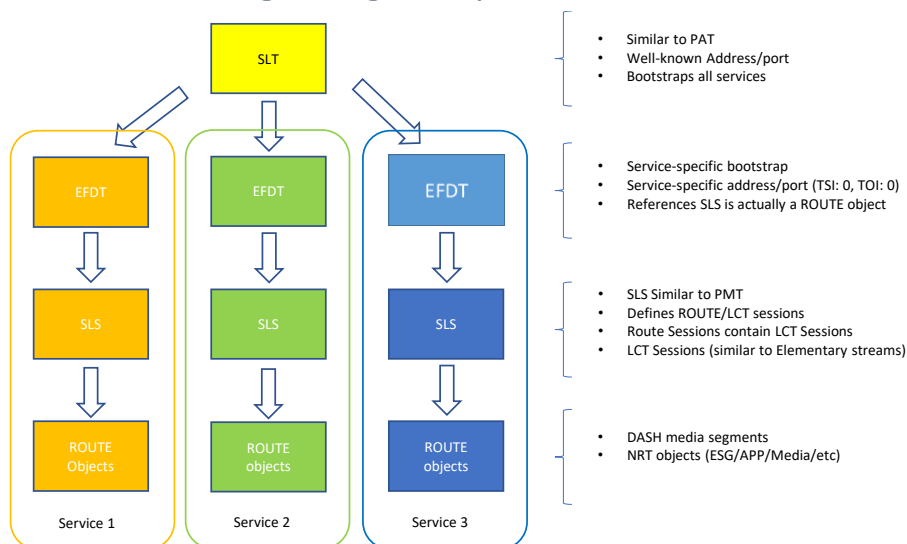 SLT
• Similar to PAT
• Well-known Address/port
• Bootstraps all services
EFDT
EFDT
EFDT
• Service-specific bootstrap
• Service-specific address/port (TSI: 0, TOI: 0)
• References SLS is actually a ROUTE object
SLS
SLS
SLS
• SLS Similar to PMT
• Defines ROUTE/LCT sessions
• Route Sessions contain LCT Sessions
• LCT Sessions (similar to Elementary streams)
ROUTE
Objects
ROUTE
objects
ROUTE
objects
• DASH media segments
• NRT objects (ESG/APP/Media/etc)
Service 1
Service 2
Service 3